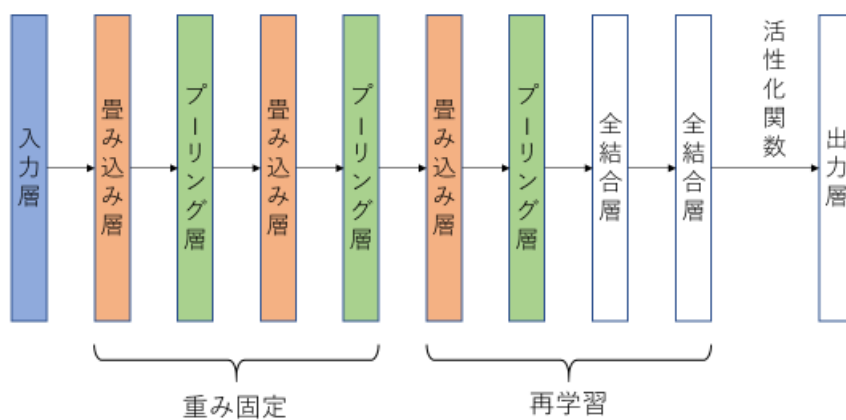 入力層
畳み込み層
プーリング層
畳み込み層
プーリング層
畳み込み層
プーリング層
全結合層
全結合層
活性化関数
出力層
重み固定
再学習